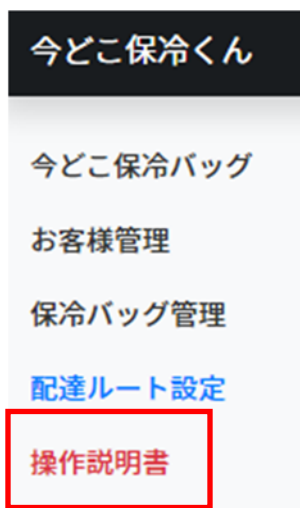 今どこ保冷くん
今どこ保冷バッグ
お客様管理
保冷バッグ管理
配達ルート設定
操作説明書